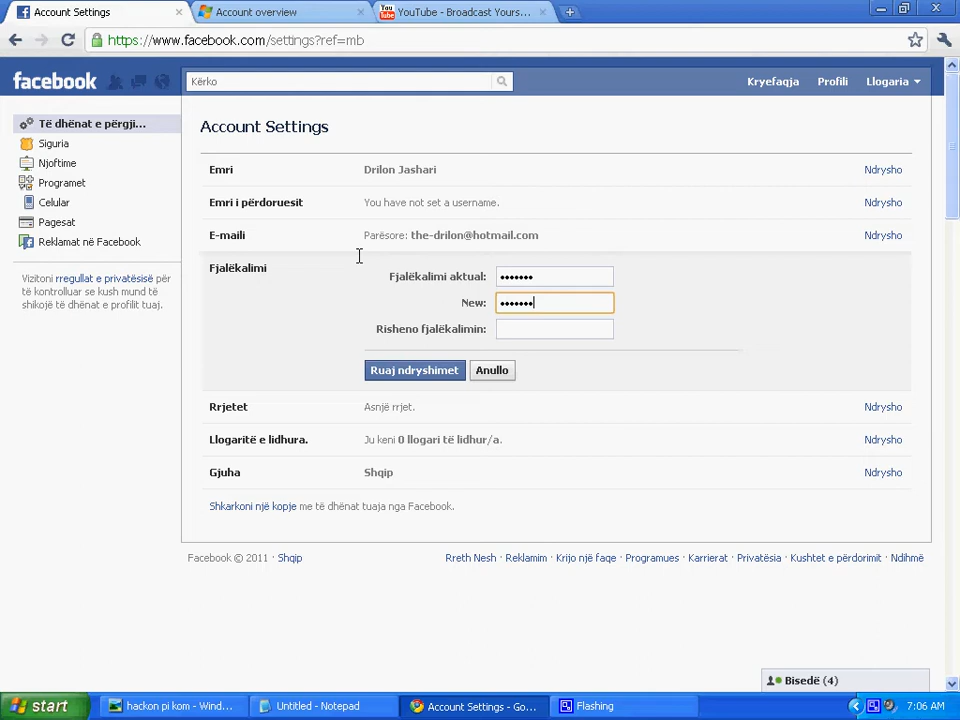 Account Settings
Account overview
YouTube - Broadcast Yours...
https://www.facebook.com/settings?ref=mb
facebook
Kërko
Kryefaqja
Profili
Llogaria
Të dhënat e përgji...
Siguria
Njoftime
Programet
Celular
Pagesat
Reklamat në Facebook
Vizitoni rregullat e privatësisë për
të kontrolluar se kush mund të
shikojë të dhënat e profilit tuaj.
Account Settings
Emri Drilon Jashari Ndrysho
Emri i përdoruesit You have not set a username. Ndrysho
E-maili Parësore: the-drilon@hotmail.com Ndrysho
Fjalëkalimi
Fjalëkalimi aktual: •••••••
New: •••••••
Risheno fjalëkalimin:
Ruaj ndryshimet Anullo
Rrjetet Asnjë rrjet. Ndrysho
Llogaritë e lidhura. Ju keni 0 llogari të lidhur/a. Ndrysho
Gjuha Shqip Ndrysho
Shkarkoni një kopje me të dhënat tuaja nga Facebook.
Facebook © 2011 · Shqip
Rreth Nesh · Reklamim · Krijo një faqe · Programues · Karrierat · Privatësia · Kushtet e përdorimit · Ndihmë
Bisedë (4)
start
hackon pi kom - Wind...
Untitled - Notepad
Account Settings - Go...
Flashing
7:06 AM